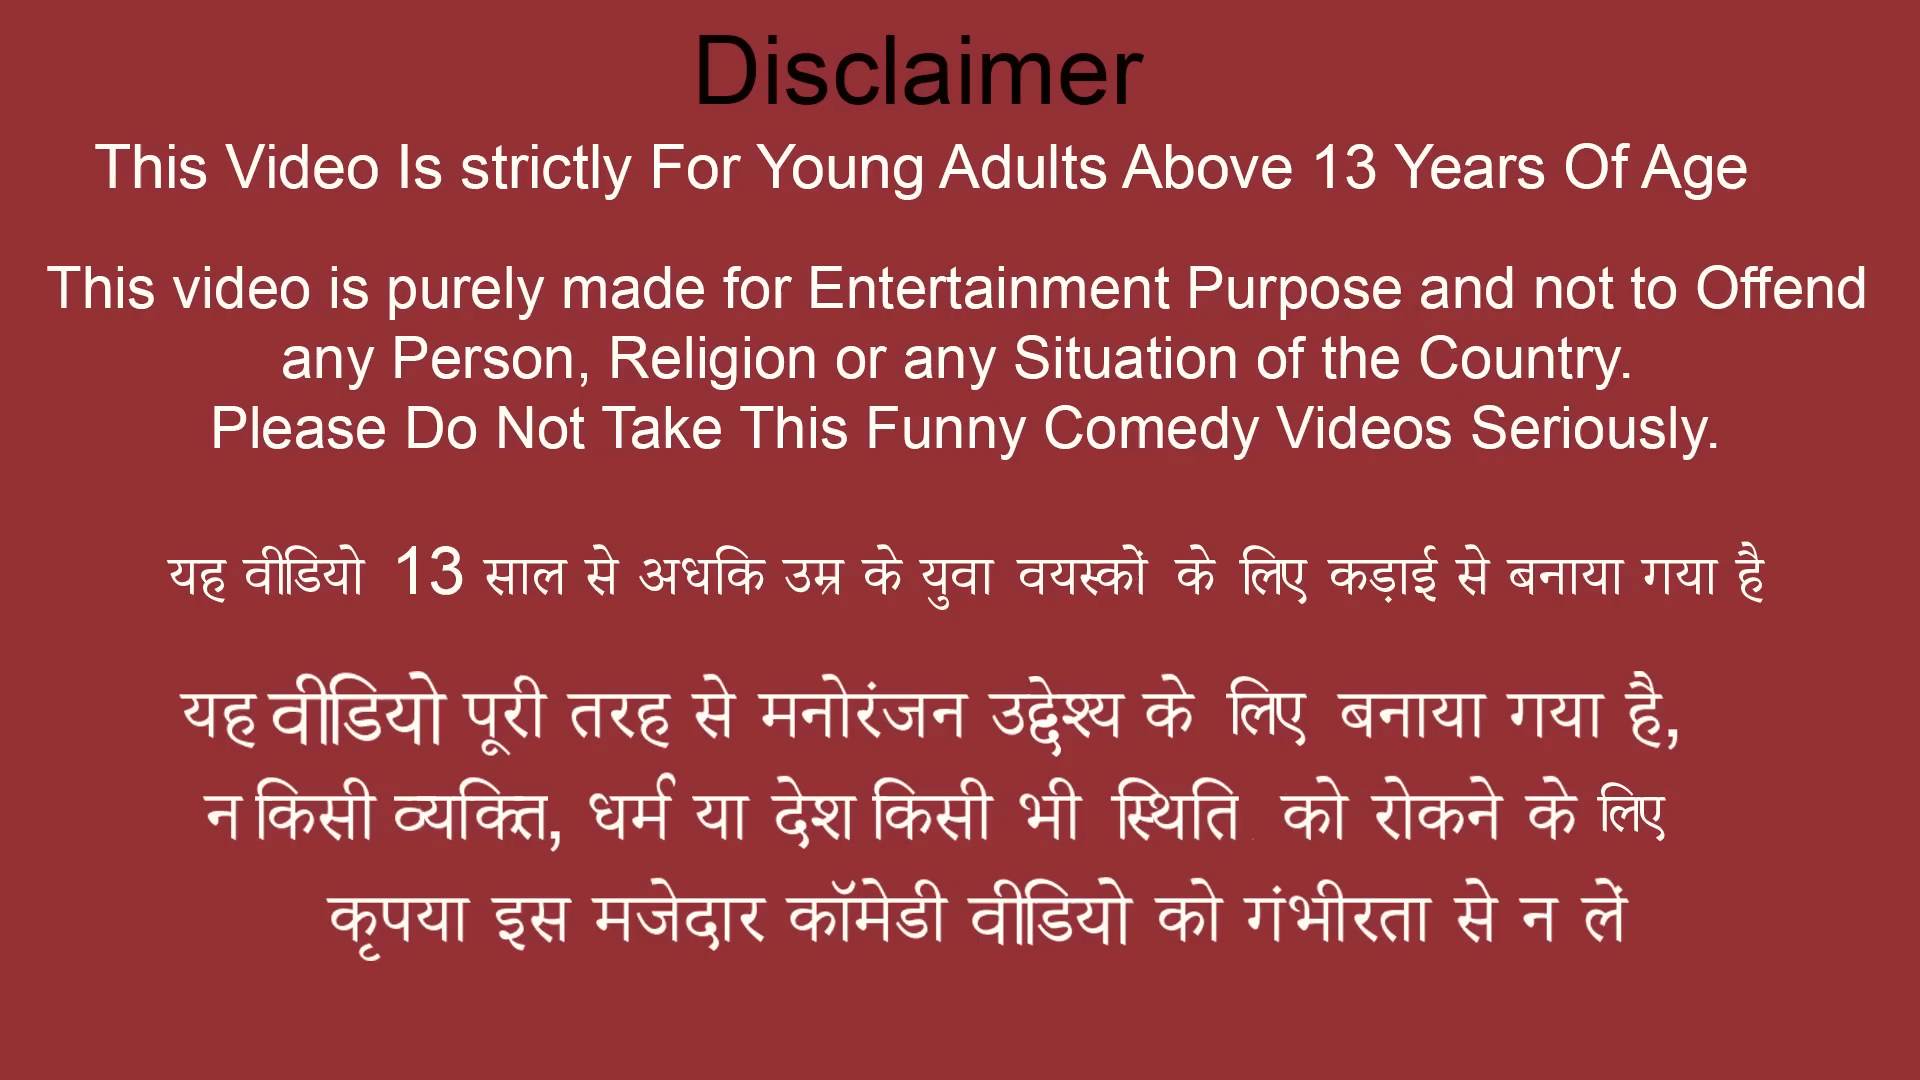 Disclaimer
This Video Is strictly For Young Adults Above 13 Years Of Age
This video is purely made for Entertainment Purpose and not to Offend
any Person, Religion or any Situation of the Country.
Please Do Not Take This Funny Comedy Videos Seriously.
यह वीडियो 13 साल से अधकि उम्र के युवा वयस्कों के लिए कड़ाई से बनाया गया है
यह वीडियो पूरी तरह से मनोरंजन उद्देश्य के लिए बनाया गया है,
न किसी व्यक्ति, धर्म या देश किसी भी स्थिति को रोकने के लिए
कृपया इस मजेदार कॉमेडी वीडियो को गंभीरता से न लें